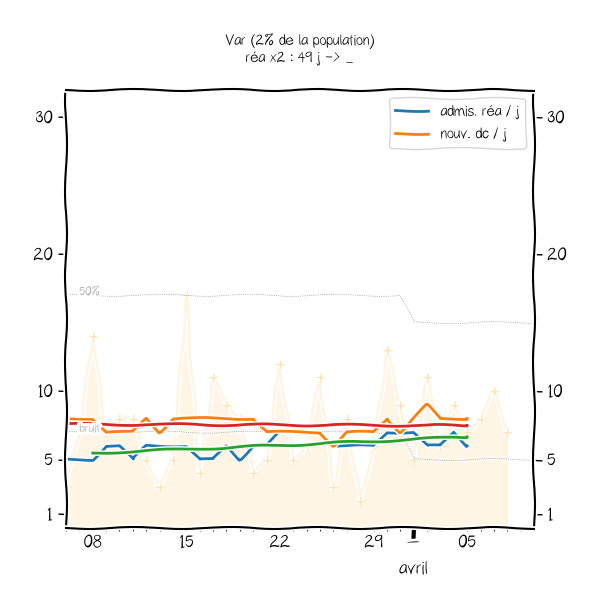 Var (2% de la population)
réa x2 : 49 j -> _
admis. réa / j
nouv. dc / j
30
30
20
20
50%
10
10
bruit
5
5
1
1
08
15
22
29
1
05
avril